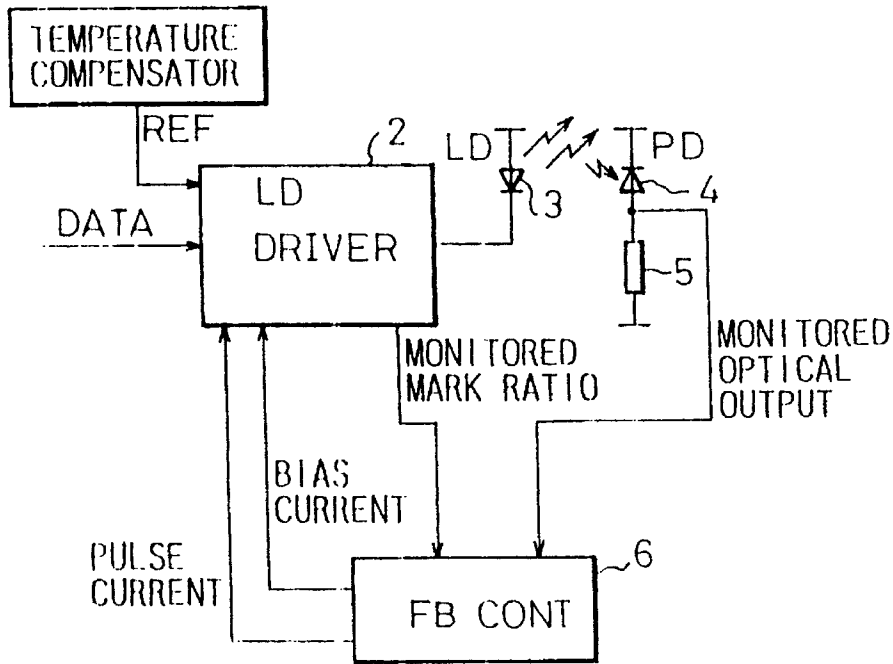 TEMPERATURE
COMPENSATOR
REF
2
LD
PD
LD
DRIVER
3
4
DATA
5
MONITORED
MARK RATIO
MONITORED
OPTICAL
OUTPUT
BIAS
CURRENT
PULSE
CURRENT
6
FB CONT